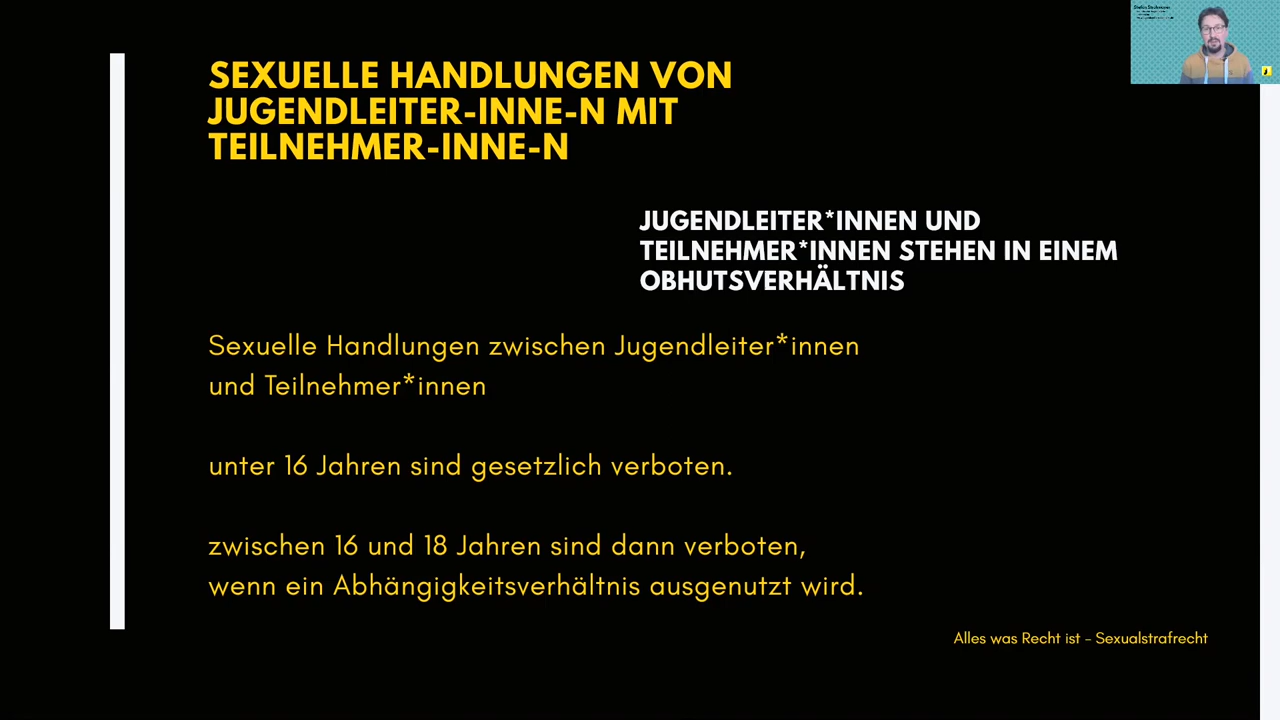 SEXUELLE HANDLUNGEN VON
JUGENDLEITER-INNE-N MIT
TEILNEHMER-INNE-N
JUGENDLEITER*INNEN UND
TEILNEHMER*INNEN STEHEN IN EINEM
OBHUTSVERHÄLTNIS
Sexuelle Handlungen zwischen Jugendleiter*innen
und Teilnehmer*innen
unter 16 Jahren sind gesetzlich verboten.
zwischen 16 und 18 Jahren sind dann verboten,
wenn ein Abhängigkeitsverhältnis ausgenutzt wird.
Alles was Recht ist - Sexualstrafrecht